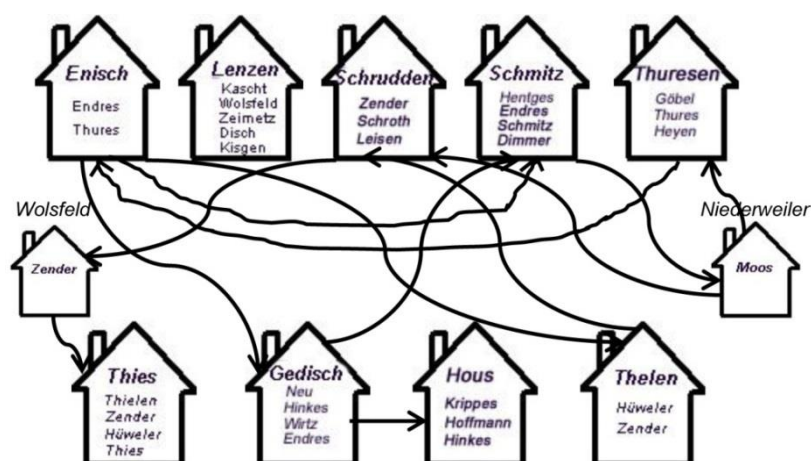 Enisch
Endres
Thures
Lenzen
Kascht
Wolsfeld
Zeimetz
Disch
Kisgen
Schrudden
Zender
Schroth
Leisen
Schmitz
Hentges
Endres
Schmitz
Dimmer
Thuresen
Göbel
Thures
Heyen
Wolsfeld
Zender
Niederweiler
Moos
Thies
Thielen
Zender
Hüweler
Thies
Gedisch
Neu
Hinkes
Wirtz
Endres
Hous
Krippes
Hoffmann
Hinkes
Thelen
Hüweler
Zender